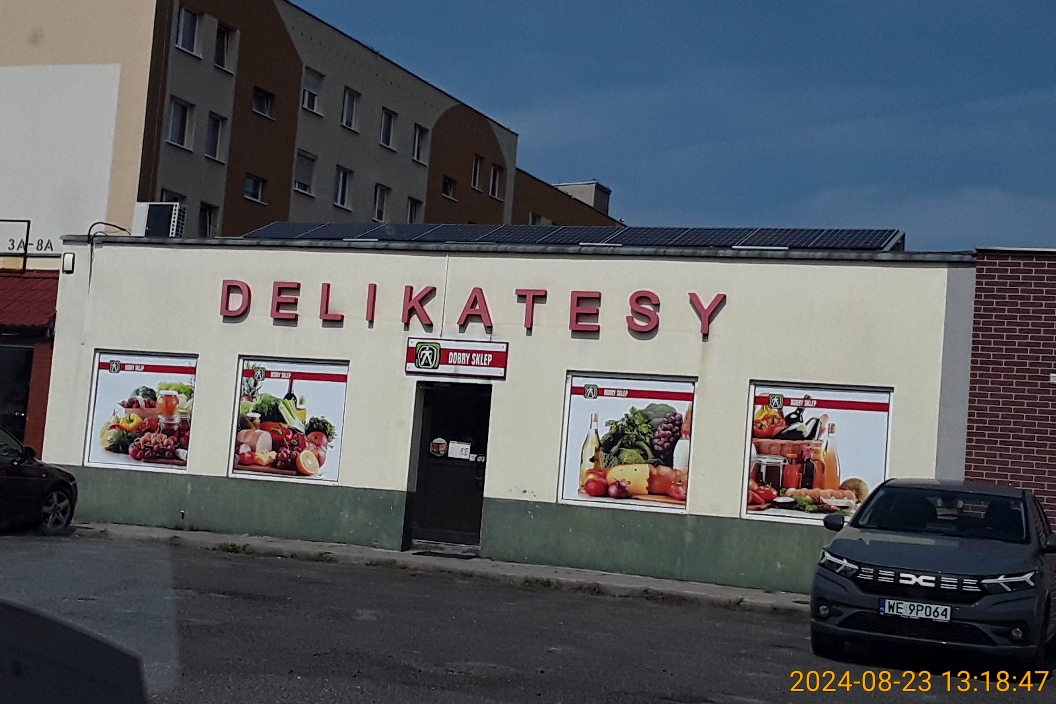 3A-8A
DELIKATESY
DOBRY SKLEP
DOBRY SKLEP
DOBRY SKLEP
DOBRY SKLEP
DOBRY SKLEP
WE 9P064
2024-08-23 13:18:47